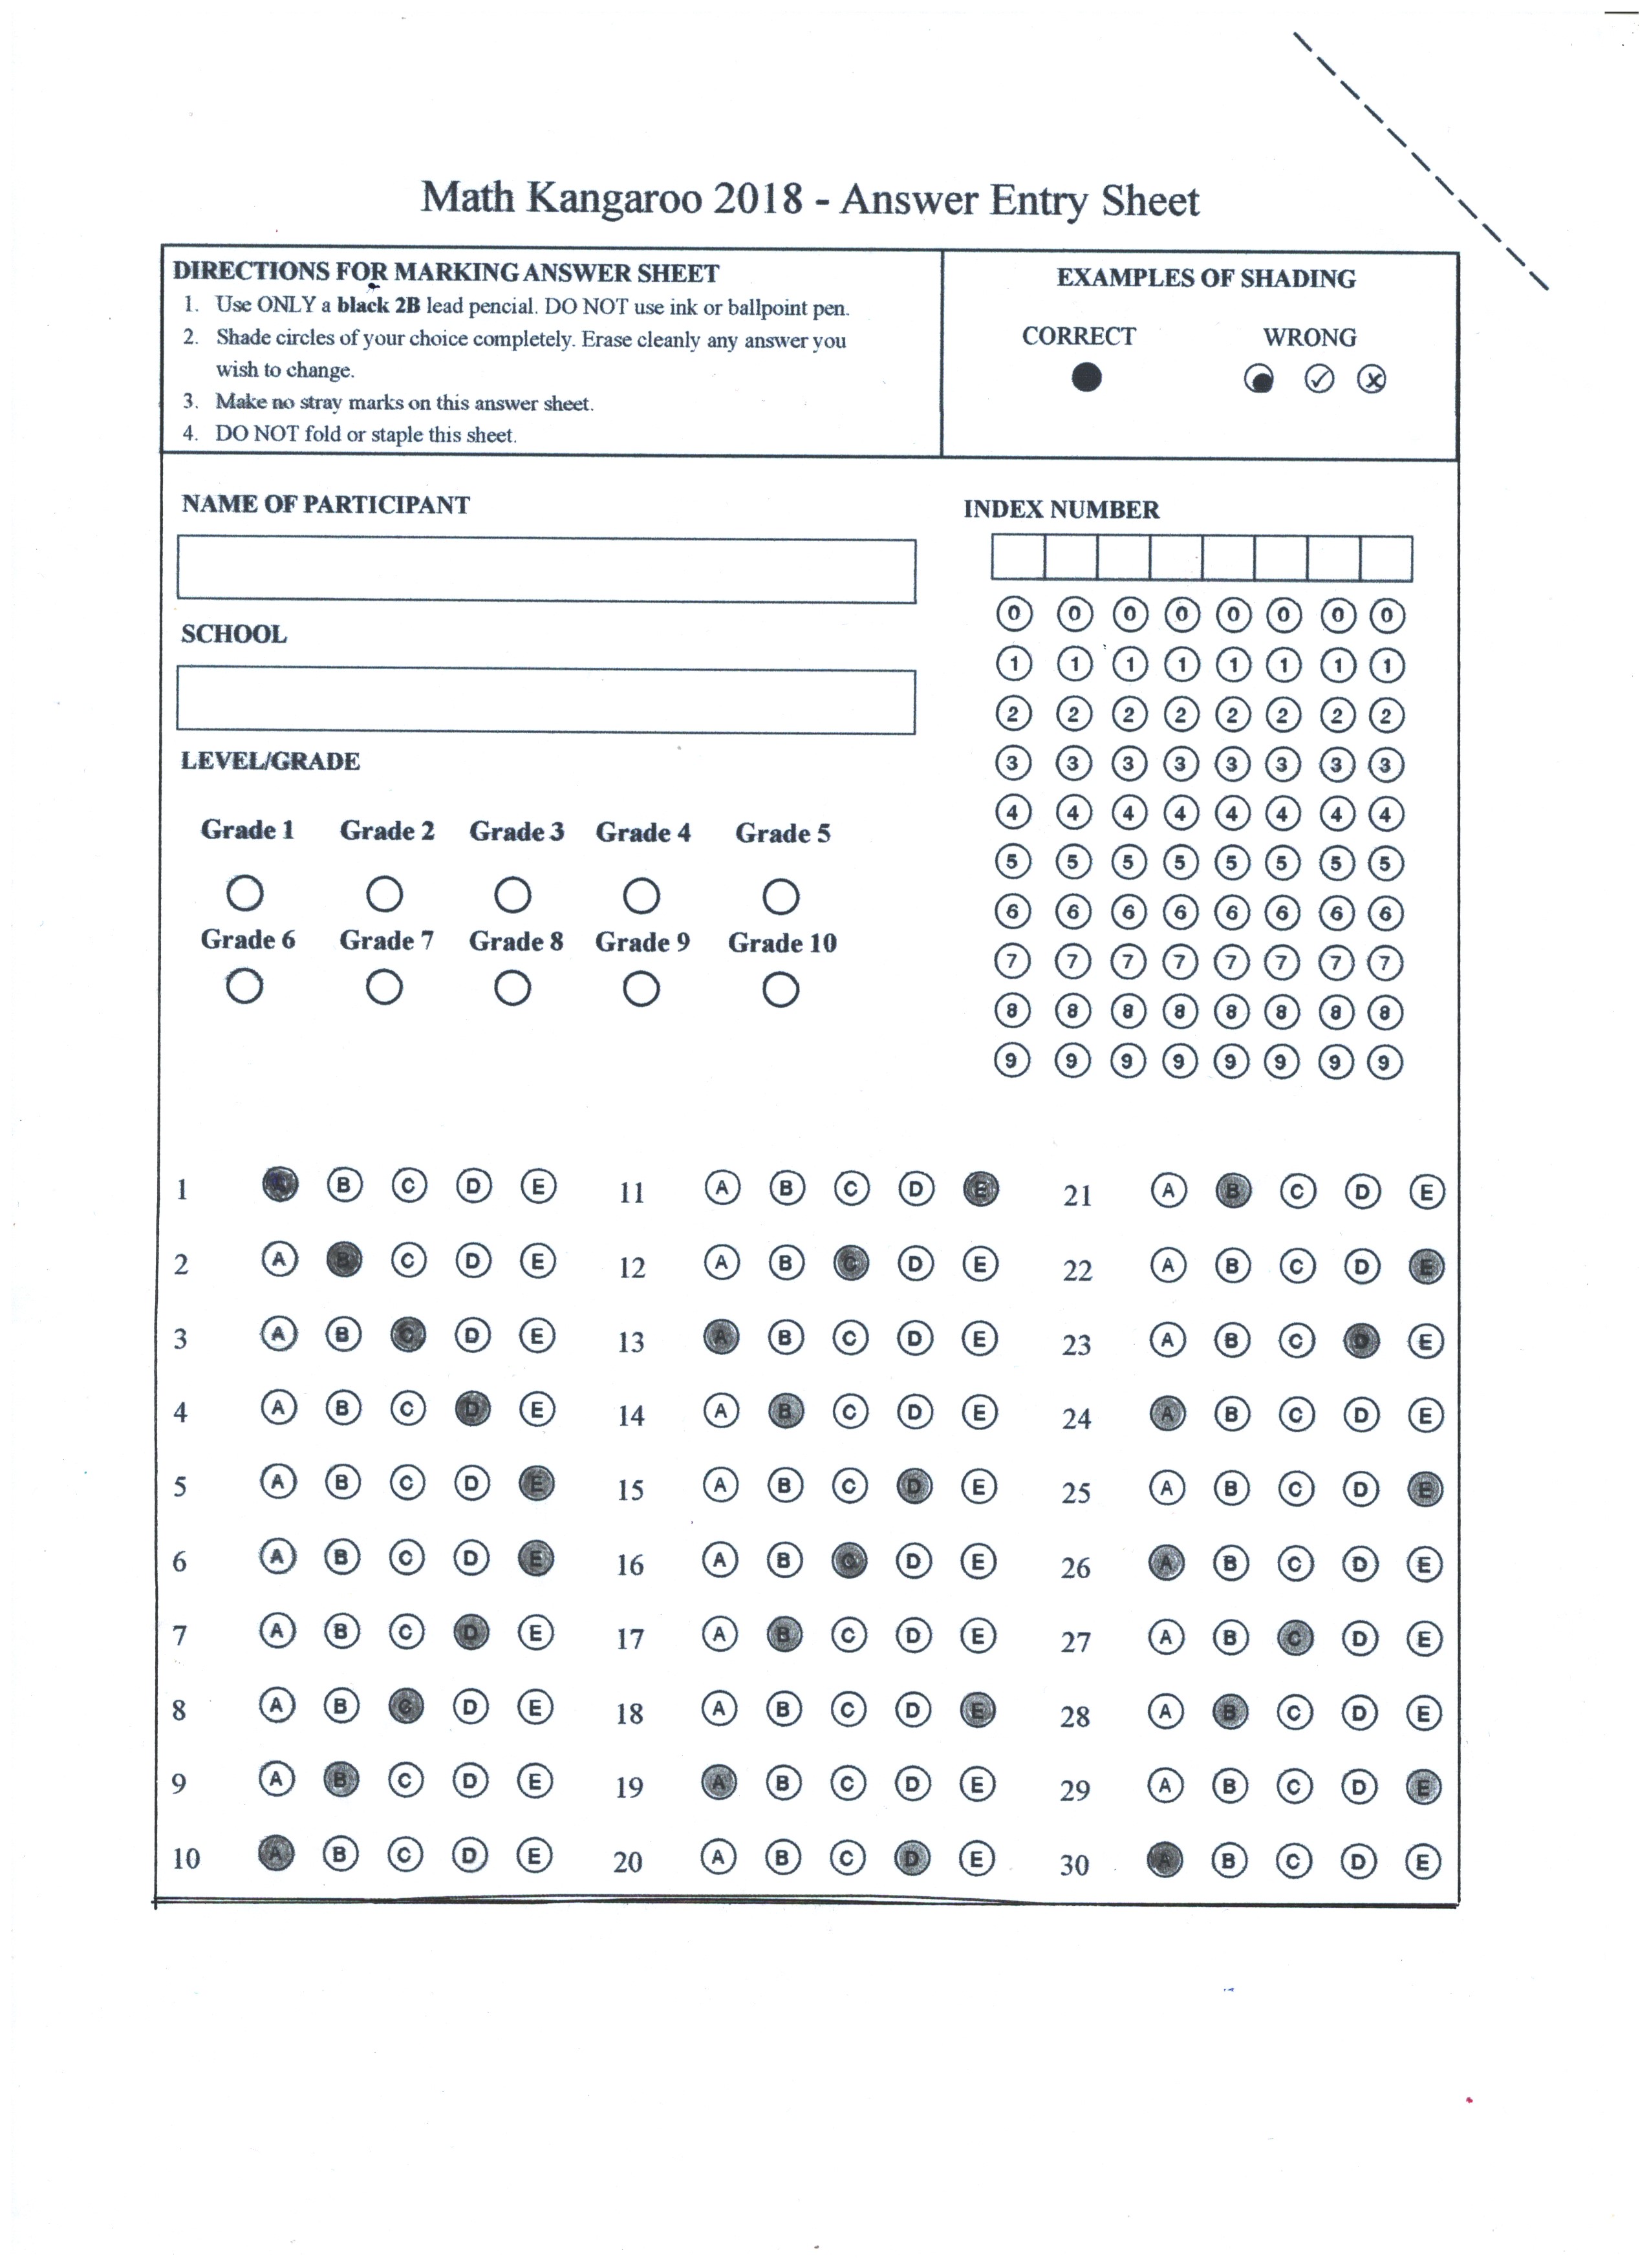 Math Kangaroo 2018 - Answer Entry Sheet
DIRECTIONS FOR MARKING ANSWER SHEET
1. Use ONLY a black 2B lead pencial. DO NOT use ink or ballpoint pen.
2. Shade circles of your choice completely. Erase cleanly any answer you
wish to change.
3. Make no stray marks on this answer sheet.
4. DO NOT fold or staple this sheet.
EXAMPLES OF SHADING
CORRECT WRONG
NAME OF PARTICIPANT
SCHOOL
LEVEL/GRADE
Grade 1 Grade 2 Grade 3 Grade 4 Grade 5
Grade 6 Grade 7 Grade 8 Grade 9 Grade 10
INDEX NUMBER
0 0 0 0 0 0 0 0
1 1 1 1 1 1 1 1
2 2 2 2 2 2 2 2
3 3 3 3 3 3 3 3
4 4 4 4 4 4 4 4
5 5 5 5 5 5 5 5
6 6 6 6 6 6 6 6
7 7 7 7 7 7 7 7
8 8 8 8 8 8 8 8
9 9 9 9 9 9 9 9
1 A B C D E 11 A B C D E 21 A B C D E
2 A B C D E 12 A B C D E 22 A B C D E
3 A B C D E 13 A B C D E 23 A B C D E
4 A B C D E 14 A B C D E 24 A B C D E
5 A B C D E 15 A B C D E 25 A B C D E
6 A B C D E 16 A B C D E 26 A B C D E
7 A B C D E 17 A B C D E 27 A B C D E
8 A B C D E 18 A B C D E 28 A B C D E
9 A B C D E 19 A B C D E 29 A B C D E
10 A B C D E 20 A B C D E 30 A B C D E